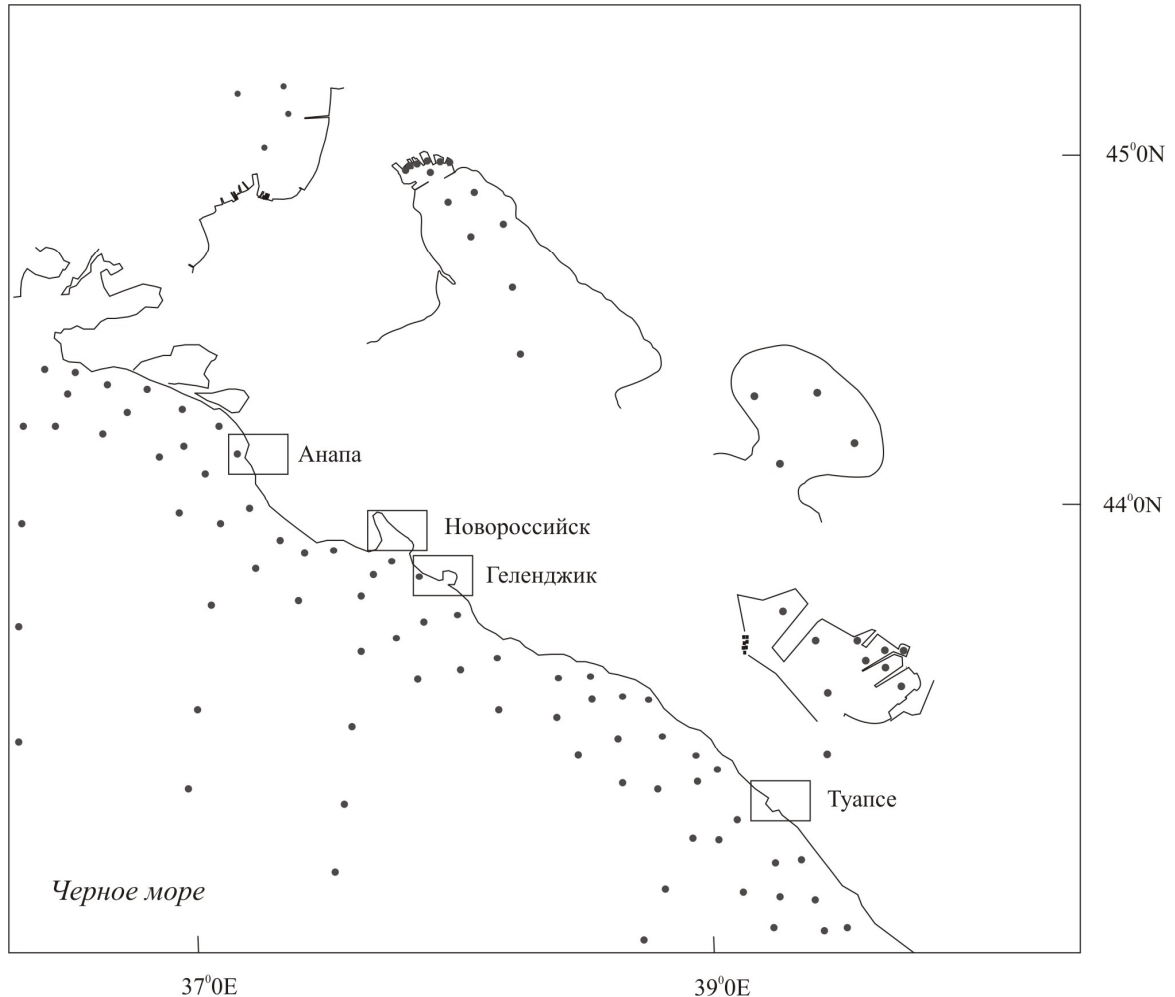 45⁰0N
Анапа
44⁰0N
Новороссийск
Геленджик
Туапсе
Черное море
37⁰0E
39⁰0E